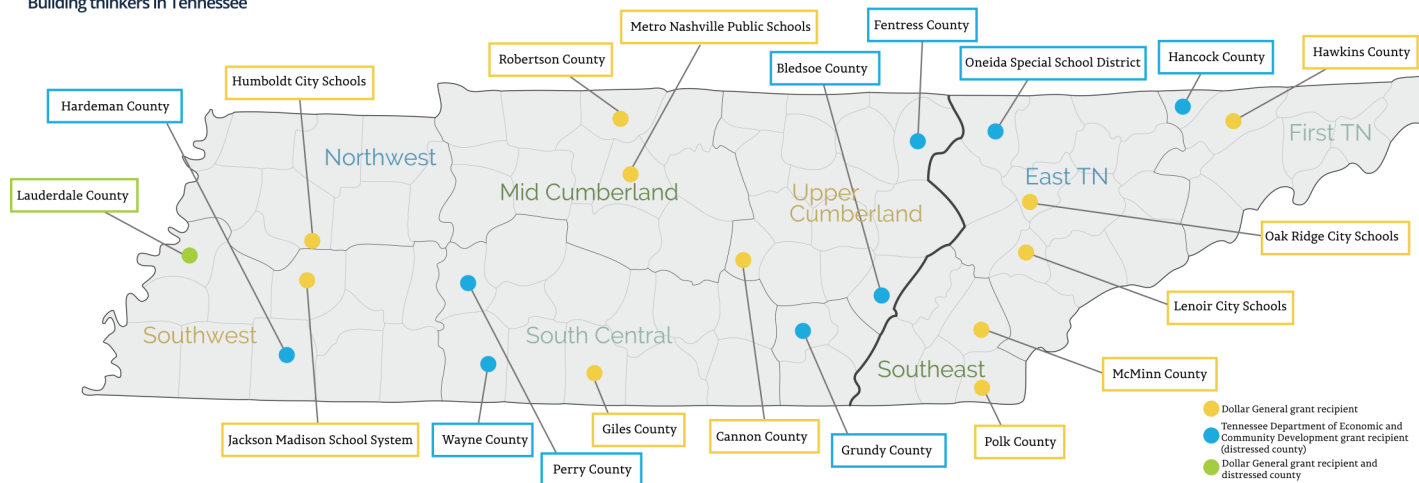 Building thinkers in Tennessee
Metro Nashville Public Schools
Fentress County
Robertson County
Bledsoe County
Oneida Special School District
Hancock County
Hawkins County
Humboldt City Schools
Hardeman County
First TN
Northwest
East TN
Mid Cumberland
Upper
Cumberland
Lauderdale County
Oak Ridge City Schools
Lenoir City Schools
Southwest
South Central
Southeast
McMinn County
Jackson Madison School System
Wayne County
Perry County
Giles County
Cannon County
Grundy County
Polk County
Dollar General grant recipient
Tennessee Department of Economic and
Community Development grant recipient
(distressed county)
Dollar General grant recipient and
distressed county